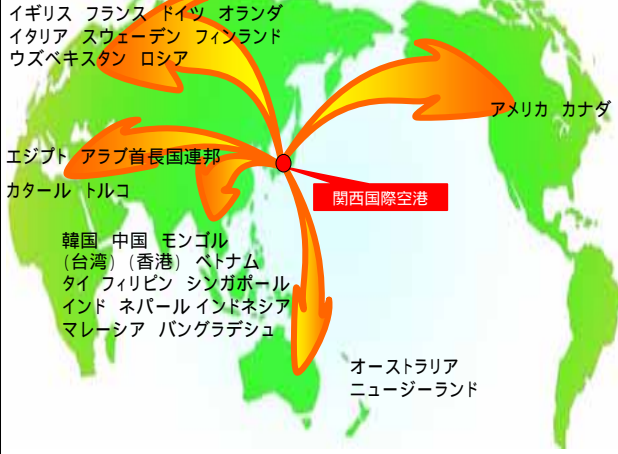 イギリス フランス ドイツ オランダ
イタリア スウェーデン フィンランド
ウズベキスタン ロシア
アメリカ カナダ
エジプト アラブ首長国連邦
カタール トルコ
関西国際空港
韓国 中国 モンゴル
(台湾) (香港) ベトナム
タイ フィリピン シンガポール
インド ネパール インドネシア
マレーシア バングラデシュ
オーストラリア
ニュージーランド